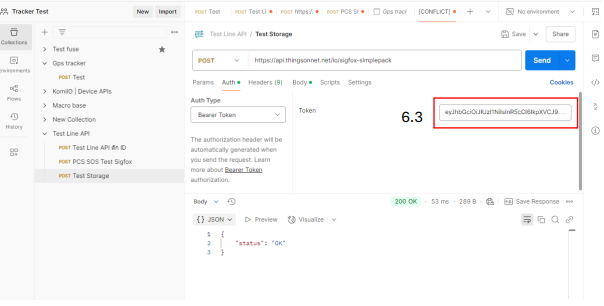 Tracker Test
New
Import
POST Test
POST Test Li
POST https:/.
POST PCS S!
Gps tracl
[CONFLICT]
No environment
Collections
Environments
Flows
History
Test fuse
Gps tracker
POST Test
KomIO | Device APIs
Macro base
New Collection
Test Line API
POST Test Line API ดัก ID
POST PCS SOS Test Sigfox
POST Test Storage
Test Line API / Test Storage
Save
Share
POST
https://api.thingsonnet.net/io/sigfox-simplepack
Send
Params
Auth
Headers (9)
Body
Scripts
Settings
Cookies
Auth Type
Bearer Token
The authorization header will be
automatically generated when
you send the request. Learn
more about Bearer Token
authorization.
Token
6.3
Body
200 OK
53 ms
289 B
Save Response
{} JSON
Preview
Visualize
1 {
2 "status": "OK"
3 }